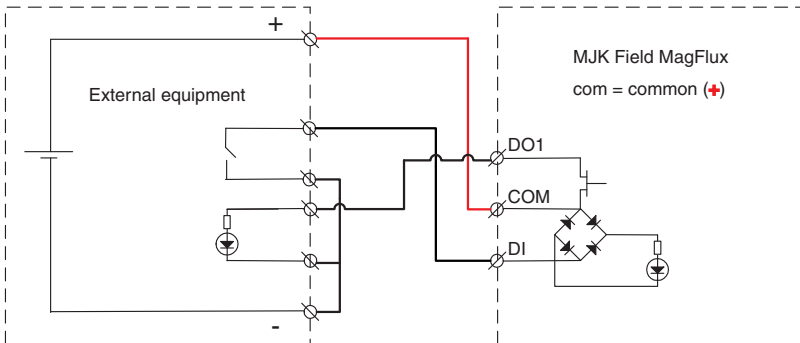 +
External equipment
-
MJK Field MagFlux
com = common (+)
DO1
COM
DI